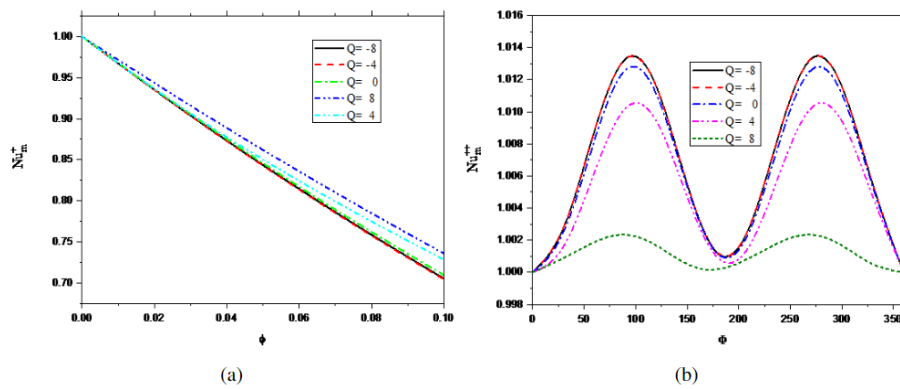 1.00
0.95
0.90
0.85
0.80
0.75
0.70
Nu⁺ₘ
Q= -8
Q= -4
Q= 0
Q= 8
Q= 4
0.00 0.02 0.04 0.06 0.08 0.10
ϕ
(a)
1.016
1.014
1.012
1.010
1.008
1.006
1.004
1.002
1.000
0.998
Nu⁺⁺ₘ
Q= -8
Q= -4
Q= 0
Q= 4
Q= 8
0 50 100 150 200 250 300 350
Φ
(b)